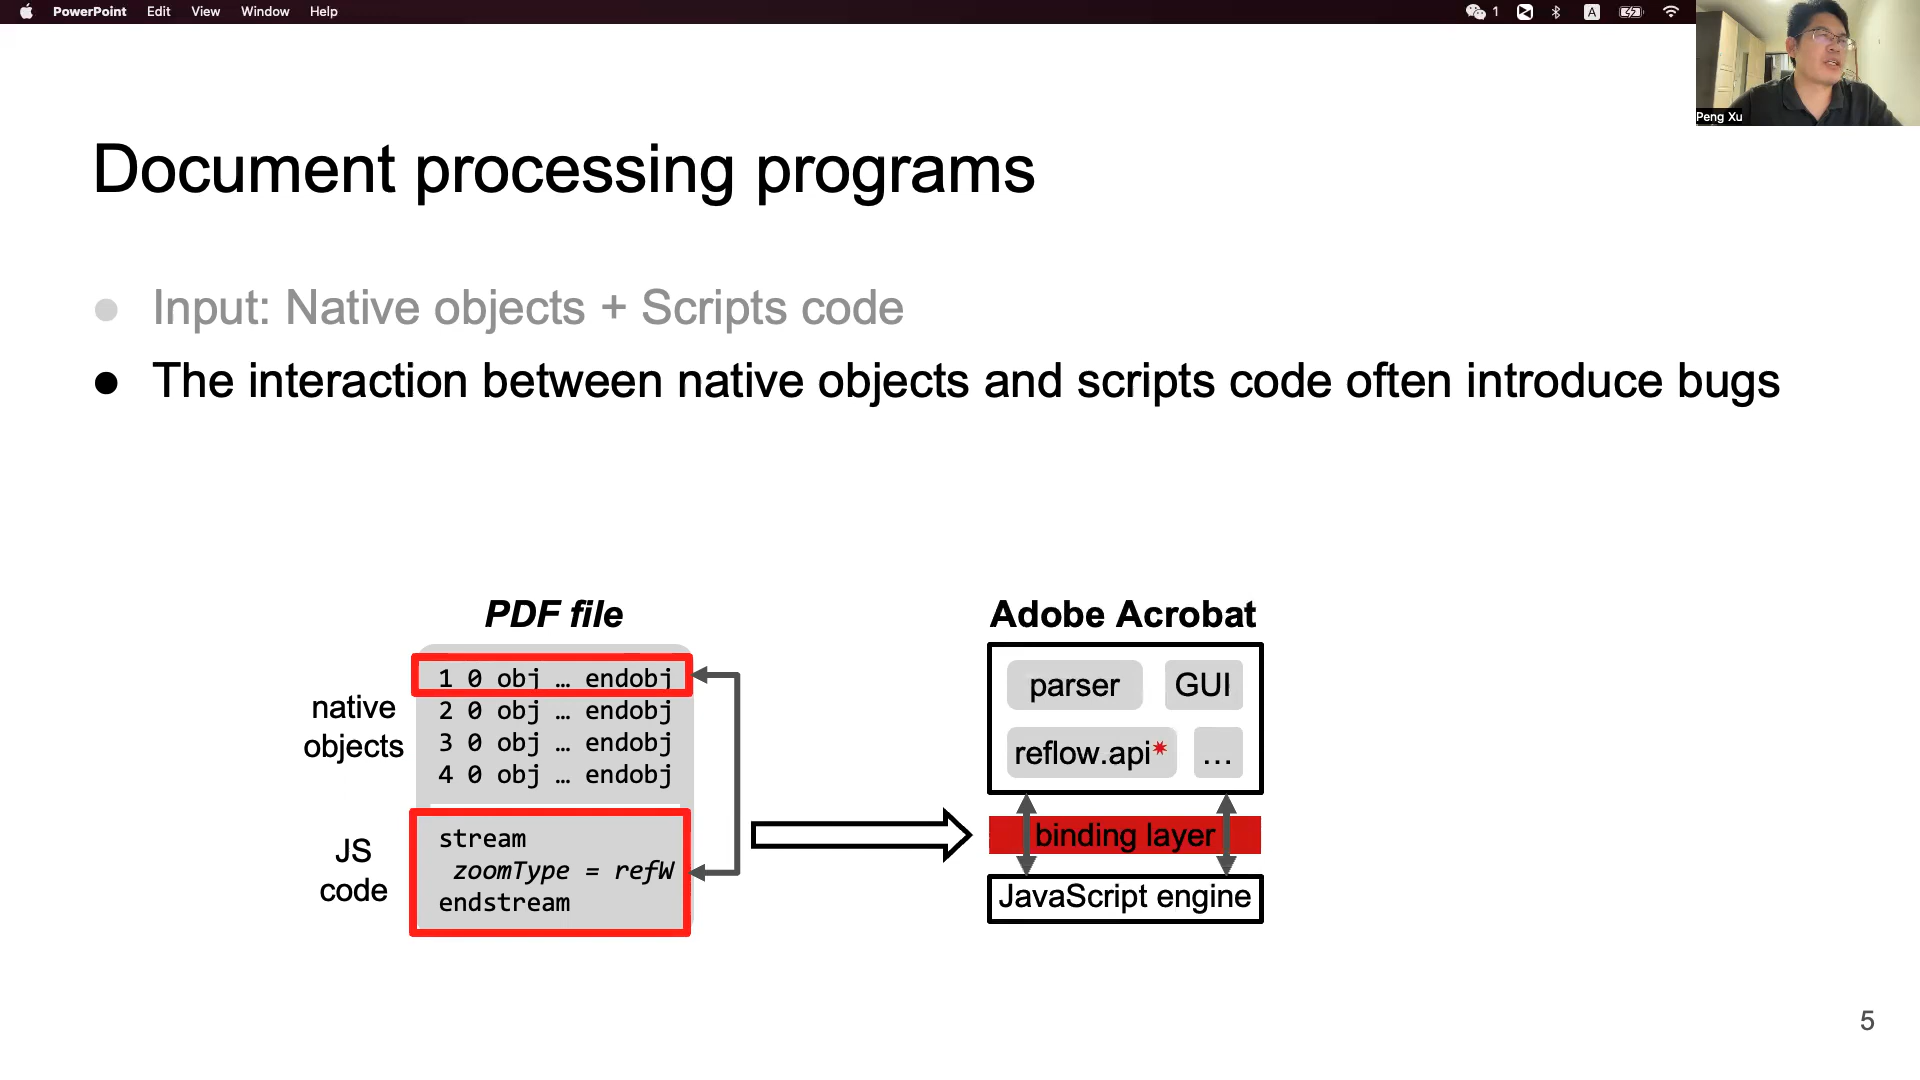 PowerPoint Edit View Window Help 1 A
Peng Xu
Document processing programs
● Input: Native objects + Scripts code
● The interaction between native objects and scripts code often introduce bugs
PDF file
native
objects
1 0 obj … endobj
2 0 obj … endobj
3 0 obj … endobj
4 0 obj … endobj
JS
code
stream
zoomType = refW
endstream
Adobe Acrobat
parser GUI
reflow.api* …
binding layer
JavaScript engine
5